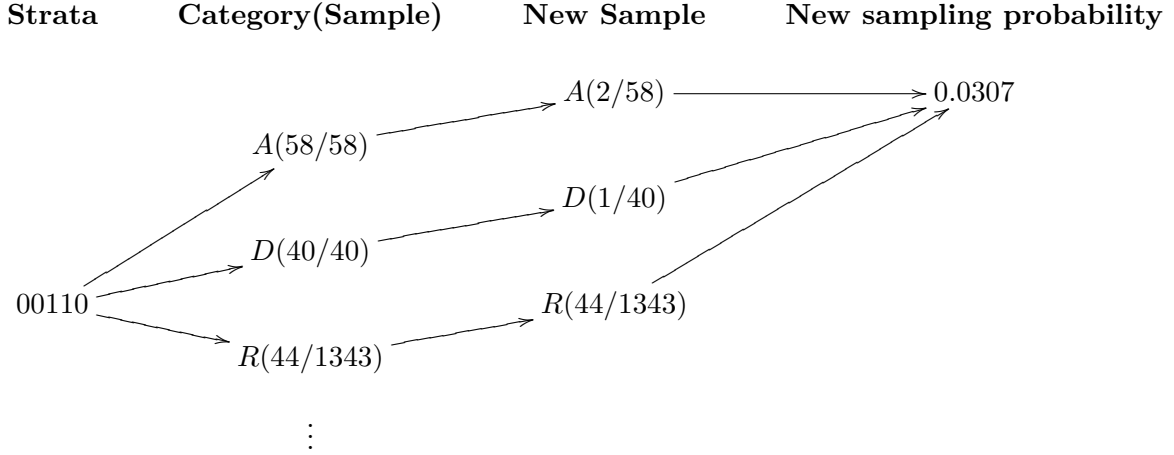 Strata Category(Sample) New Sample New sampling probability
A(2/58) 0.0307
A(58/58)
D(1/40)
D(40/40)
00110 R(44/1343)
R(44/1343)
⋮